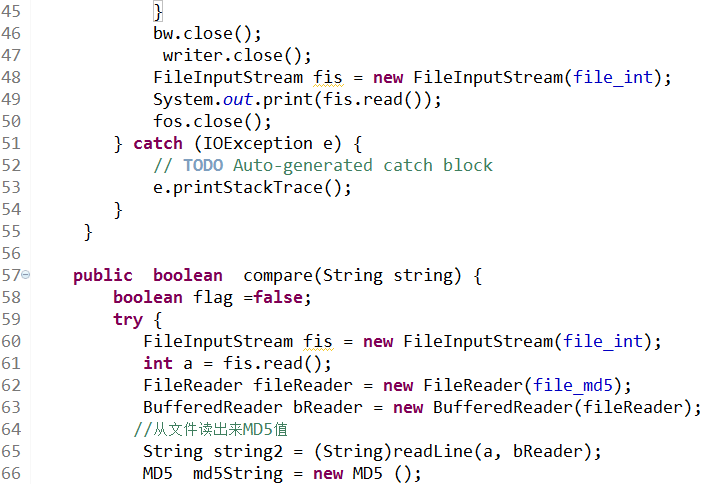 45                }
46                bw.close();
47                 writer.close();
48                FileInputStream fis = new FileInputStream(file_int);
49                System.out.print(fis.read());
50                fos.close();
51            } catch (IOException e) {
52                // TODO Auto-generated catch block
53                e.printStackTrace();
54            }
55         }
56
57        public  boolean  compare(String string) {
58            boolean flag =false;
59            try {
60               FileInputStream fis = new FileInputStream(file_int);
61               int a = fis.read();
62               FileReader fileReader = new FileReader(file_md5);
63               BufferedReader bReader = new BufferedReader(fileReader);
64              //从文件读出来MD5值
65               String string2 = (String)readLine(a, bReader);
66               MD5  md5String = new MD5 ();